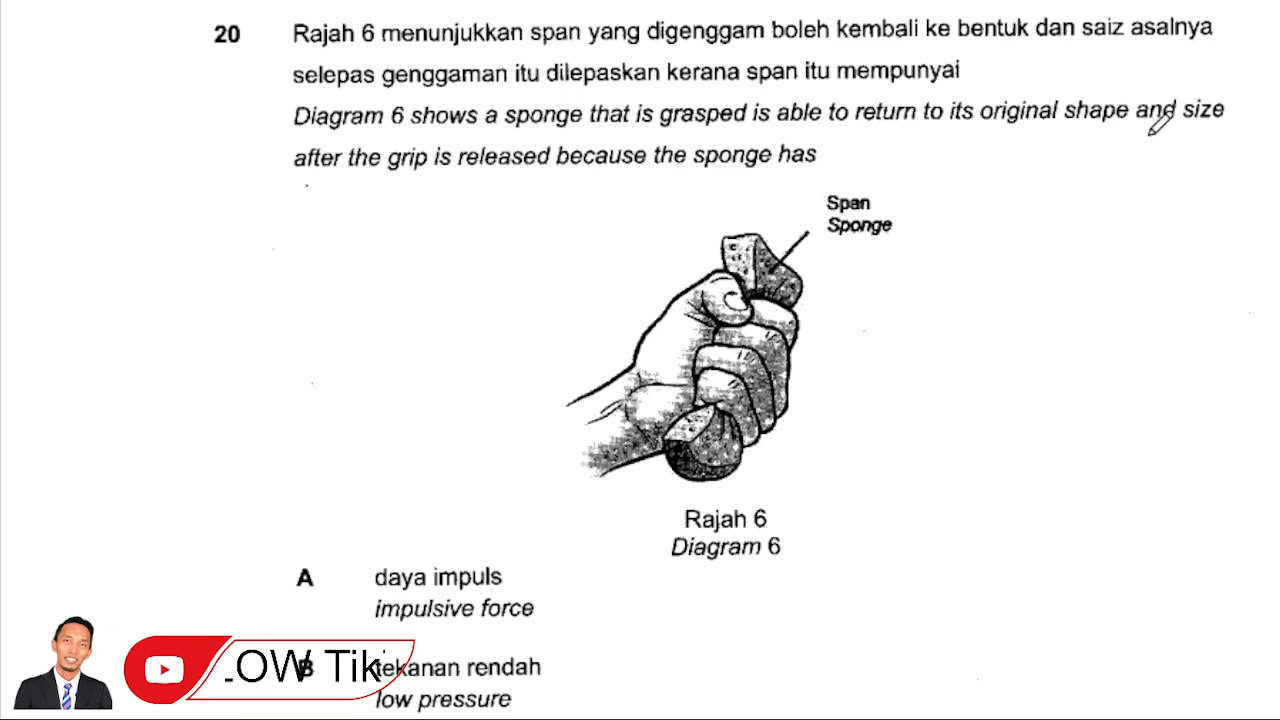 20 Rajah 6 menunjukkan span yang digenggam boleh kembali ke bentuk dan saiz asalnya
selepas genggaman itu dilepaskan kerana span itu mempunyai
Diagram 6 shows a sponge that is grasped is able to return to its original shape and size
after the grip is released because the sponge has
Span
Sponge
Rajah 6
Diagram 6
A daya impuls
impulsive force
B tekanan rendah
low pressure
OW Tik